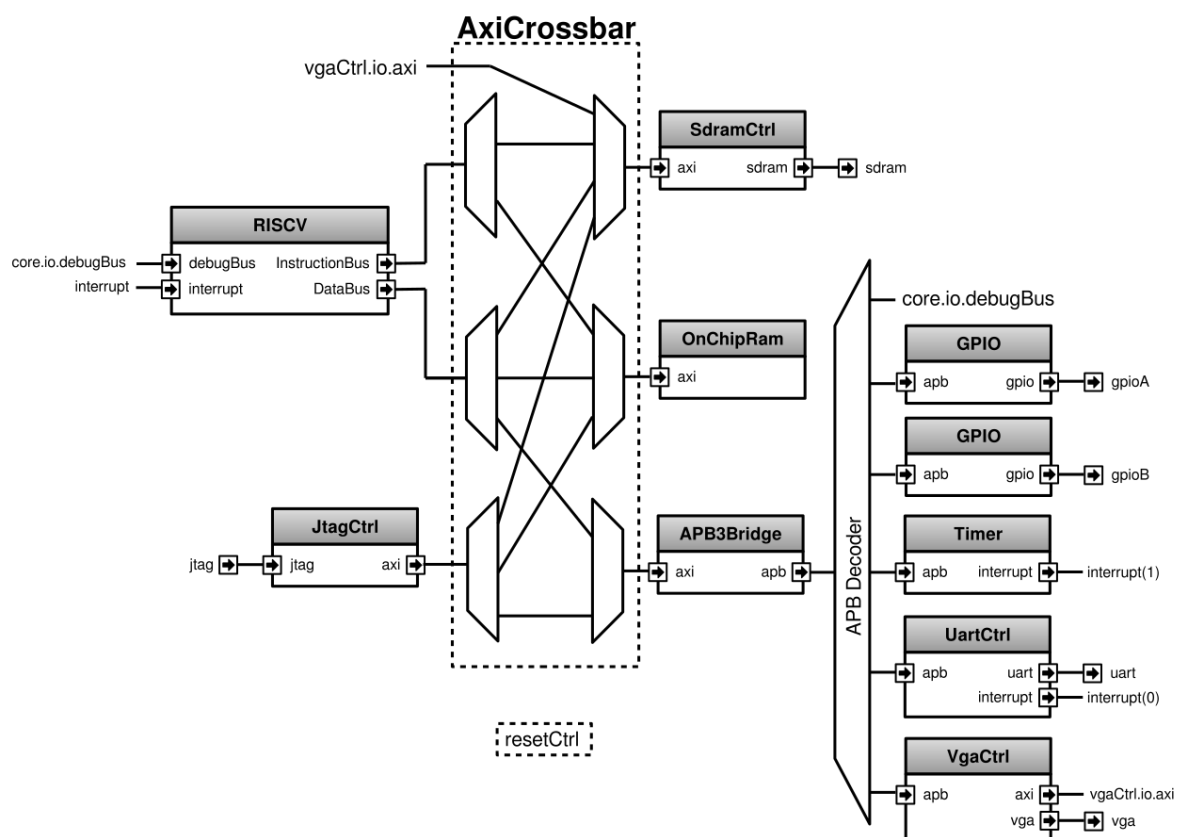 AxiCrossbar
vgaCtrl.io.axi
SdramCtrl
axi sdram
sdram
RISCV
core.io.debugBus
debugBus InstructionBus
interrupt
interrupt DataBus
OnChipRam
axi
JtagCtrl
jtag
jtag axi
APB3Bridge
axi apb
APB Decoder
core.io.debugBus
GPIO
apb gpio
gpioA
GPIO
apb gpio
gpioB
Timer
apb interrupt
interrupt(1)
UartCtrl
apb uart
uart
interrupt
interrupt(0)
VgaCtrl
apb axi
vgaCtrl.io.axi
vga
vga
resetCtrl